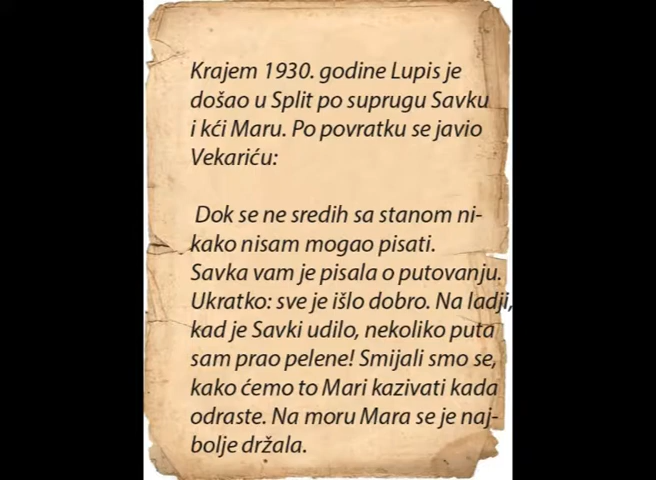 Krajem 1930. godine Lupis je
došao u Split po suprugu Savku
i kći Maru. Po povratku se javio
Vekariću:
Dok se ne sredih sa stanom ni-
kako nisam mogao pisati.
Savka vam je pisala o putovanju.
Ukratko: sve je išlo dobro. Na ladji,
kad je Savki udilo, nekoliko puta
sam prao pelene! Smijali smo se,
kako ćemo to Mari kazivati kada
odraste. Na moru Mara se je naj-
bolje držala.